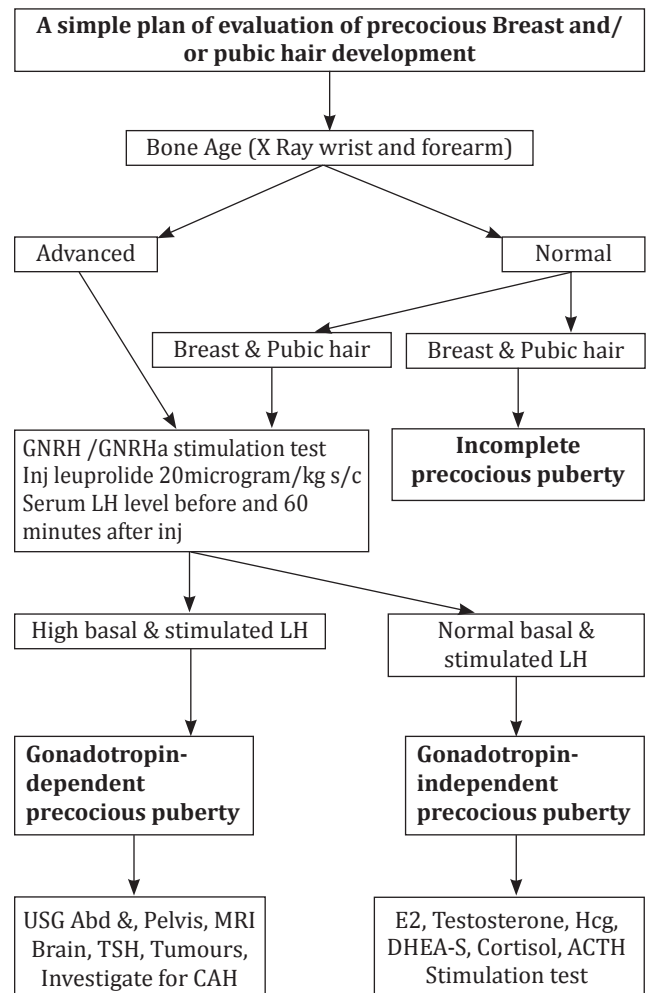 A simple plan of evaluation of precocious Breast and/
or pubic hair development
Bone Age (X Ray wrist and forearm)
Advanced
Normal
Breast & Pubic hair
Breast & Pubic hair
GNRH /GNRHa stimulation test
Inj leuprolide 20microgram/kg s/c
Serum LH level before and 60
minutes after inj
Incomplete
precocious puberty
High basal & stimulated LH
Normal basal &
stimulated LH
Gonadotropin-
dependent
precocious puberty
Gonadotropin-
independent
precocious puberty
USG Abd &, Pelvis, MRI
Brain, TSH, Tumours,
Investigate for CAH
E2, Testosterone, Hcg,
DHEA-S, Cortisol, ACTH
Stimulation test